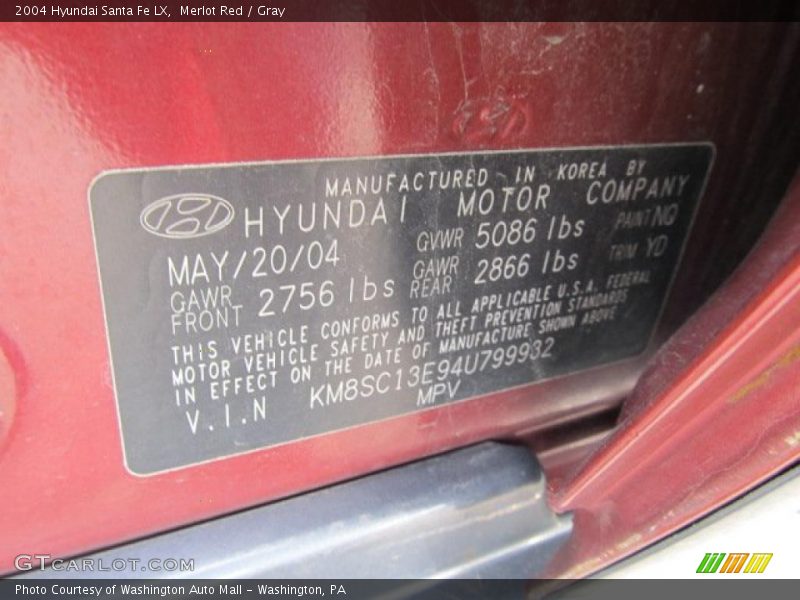 2004 Hyundai Santa Fe LX, Merlot Red / Gray
MANUFACTURED IN KOREA BY
HYUNDAI MOTOR COMPANY
MAY/20/04 GVWR 5086 lbs PAINT NG
GAWR FRONT 2756 lbs GAWR REAR 2866 lbs TRIM YD
THIS VEHICLE CONFORMS TO ALL APPLICABLE U.S.A. FEDERAL
MOTOR VEHICLE SAFETY AND THEFT PREVENTION STANDARDS
IN EFFECT ON THE DATE OF MANUFACTURE SHOWN ABOVE
V.I.N KM8SC13E94U799932
MPV
GTCarLot.com
Photo Courtesy of Washington Auto Mall - Washington, PA